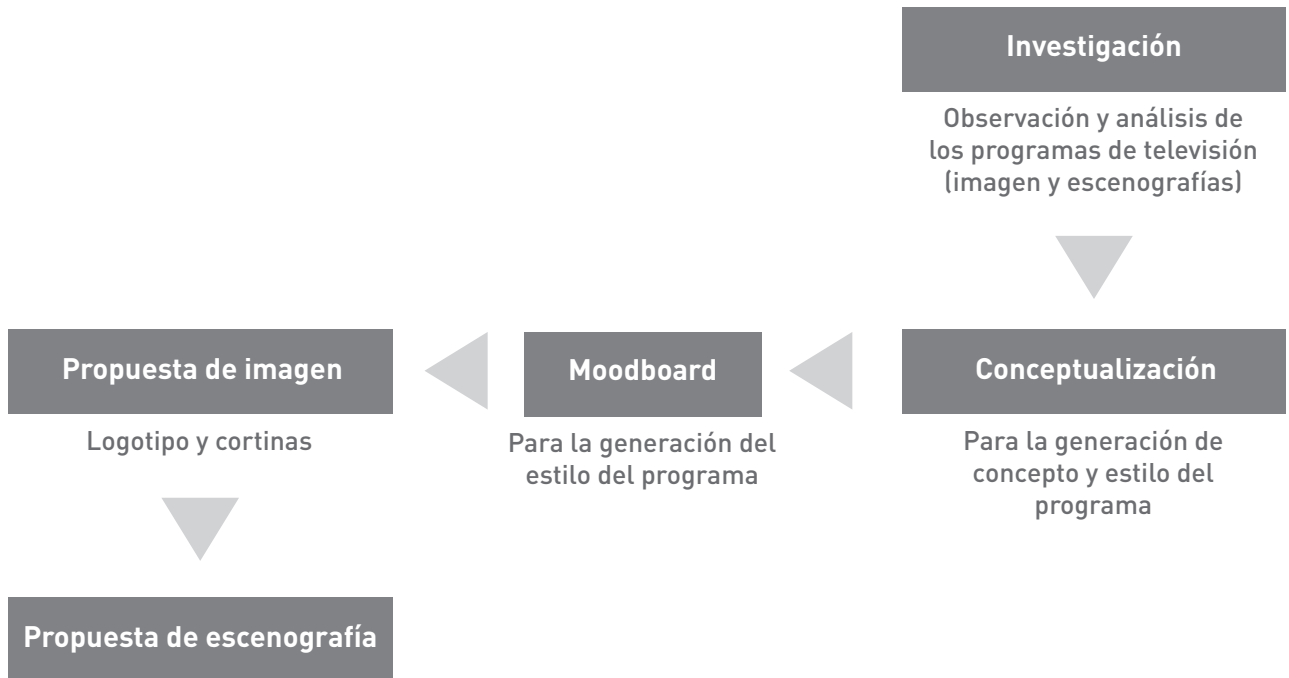 Investigación
Observación y análisis de
los programas de televisión
(imagen y escenografías)
Conceptualización
Para la generación de
concepto y estilo del
programa
Moodboard
Para la generación del
estilo del programa
Propuesta de imagen
Logotipo y cortinas
Propuesta de escenografía